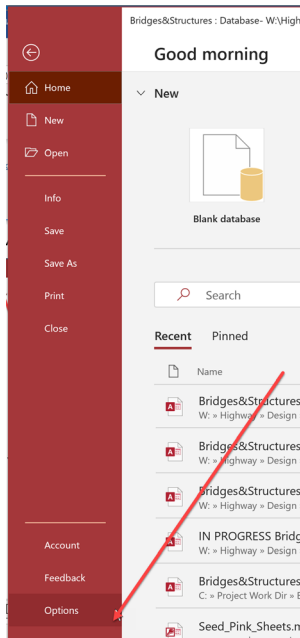 Bridges&Structures : Database- W:\High
Good morning
Home
New
Open
Info
Save
Save As
Print
Close
Account
Feedback
Options
New
Blank database
Search
Recent
Pinned
Name
Bridges&Structures
W: » Highway » Design
Bridges&Structures
W: » Highway » Design
Bridges&Structures
W: » Highway » Design
IN PROGRESS Bridg
W: » Highway » Design
Bridges&Structures
C: » Project Work Dir »
Seed_Pink_Sheets.m